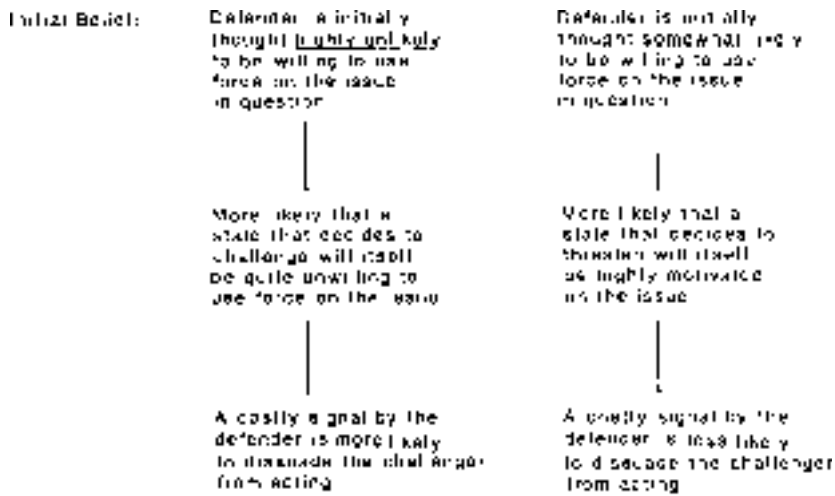 Initial Belief:
Defender is initially
thought highly unlikely
to be willing to use
force on the issue
in question
Defender is initially
thought somewhat likely
to be willing to use
force on the issue
in question
More likely that a
state that decides to
challenge will itself
be quite unwilling to
use force on the issue
More likely that a
state that decides to
threaten will itself
be highly motivated
on the issue
A costly signal by the
defender is more likely
to dissuade the challenger
from acting
A costly signal by the
defender is less likely
to dissuade the challenger
from acting